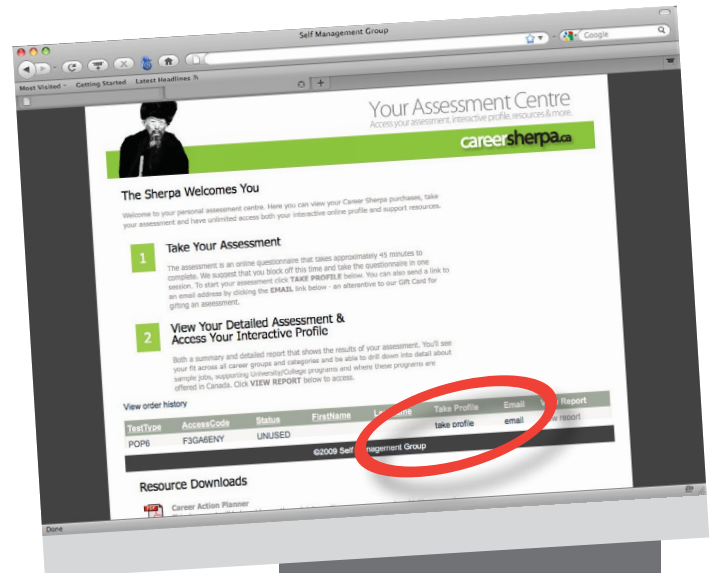 Self Management Group
Google
Most Visited Getting Started Latest Headlines
Your Assessment Centre
Access your assessment, interactive profile, resources & more.
careersherpa.ca
The Sherpa Welcomes You
Welcome to your personal assessment centre. Here you can view your Career Sherpa purchases, take
your assessment and have unlimited access both your interactive online profile and support resources.
1 Take Your Assessment
The assessment is an online questionnaire that takes approximately 45 minutes to
complete. We suggest that you block off this time and take the questionnaire in one
session. To start your assessment click TAKE PROFILE below. You can also send a link to
an email address by clicking the EMAIL link below - an alterantive to our Gift Card for
gifting an assessment.
2 View Your Detailed Assessment &
Access Your Interactive Profile
Both a summary and detailed report that shows the results of your assessment. You'll see
your fit across all career groups and categories and be able to drill down into detail about
sample jobs, supporting University/College programs and where these programs are
offered in Canada. Click VIEW REPORT below to access.
View order history
TestType AccessCode Status FirstName Take Profile Email Report
POP6 F3GA6ENY UNUSED take profile email report
©2009 Self Management Group
Resource Downloads
Career Action Planner
Done